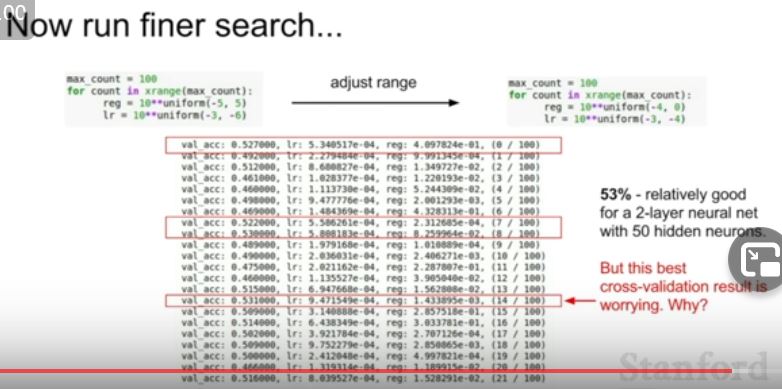 :00
Now run finer search...
max_count = 100
for count in xrange(max_count):
reg = 10**uniform(-5, 5)
lr = 10**uniform(-3, -6)
adjust range
max_count = 100
for count in xrange(max_count):
reg = 10**uniform(-4, 0)
lr = 10**uniform(-3, -4)
val_acc: 0.527000, lr: 5.340517e-04, reg: 4.097824e-01, (0 / 100)
val_acc: 0.492000, lr: 2.279484e-04, reg: 9.991345e-04, (1 / 100)
val_acc: 0.512000, lr: 8.680827e-04, reg: 1.349727e-02, (2 / 100)
val_acc: 0.461000, lr: 1.028377e-04, reg: 1.220193e-02, (3 / 100)
val_acc: 0.460000, lr: 1.113730e-04, reg: 5.244309e-02, (4 / 100)
val_acc: 0.498000, lr: 9.477776e-04, reg: 2.001293e-03, (5 / 100)
val_acc: 0.469000, lr: 1.484369e-04, reg: 4.328313e-01, (6 / 100)
val_acc: 0.522000, lr: 5.586261e-04, reg: 2.312685e-04, (7 / 100)
val_acc: 0.530000, lr: 5.808183e-04, reg: 8.259964e-02, (8 / 100)
val_acc: 0.489000, lr: 1.979168e-04, reg: 1.010889e-04, (9 / 100)
val_acc: 0.490000, lr: 2.036031e-04, reg: 2.406271e-03, (10 / 100)
val_acc: 0.475000, lr: 2.021162e-04, reg: 2.287807e-01, (11 / 100)
val_acc: 0.460000, lr: 1.135527e-04, reg: 3.905040e-02, (12 / 100)
val_acc: 0.515000, lr: 6.947668e-04, reg: 1.562808e-02, (13 / 100)
val_acc: 0.531000, lr: 9.471549e-04, reg: 1.433895e-03, (14 / 100)
val_acc: 0.509000, lr: 3.140888e-04, reg: 2.857518e-01, (15 / 100)
val_acc: 0.514000, lr: 6.438349e-04, reg: 3.033781e-01, (16 / 100)
val_acc: 0.502000, lr: 3.921784e-04, reg: 2.707126e-04, (17 / 100)
val_acc: 0.509000, lr: 9.752279e-04, reg: 2.850865e-03, (18 / 100)
val_acc: 0.500000, lr: 2.412048e-04, reg: 4.997821e-04, (19 / 100)
val_acc: 0.466000, lr: 1.319314e-04, reg: 1.189915e-02, (20 / 100)
val_acc: 0.516000, lr: 8.039527e-04, reg: 1.528291e-02, (21 / 100)
53% - relatively good
for a 2-layer neural net
with 50 hidden neurons.
But this best
cross-validation result is
worrying. Why?
Stanford